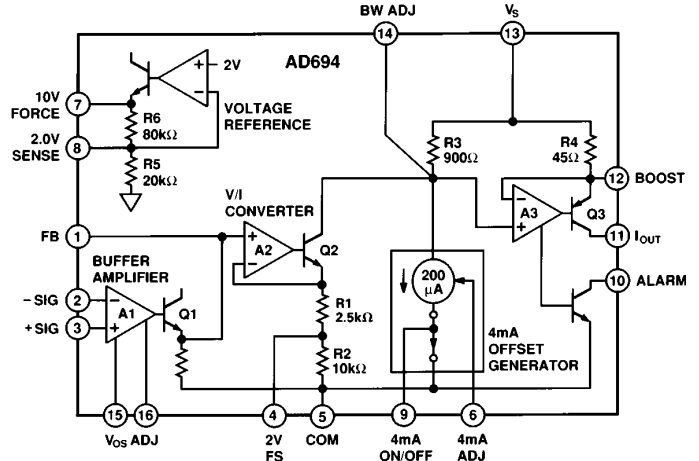 BW ADJ
V_S
14
13
AD694
+
2V
−
10V
FORCE
7
R6
80kΩ
VOLTAGE
REFERENCE
2.0V
SENSE
8
R5
20kΩ
R3
900Ω
R4
45Ω
12
BOOST
−
A3
+
Q3
11
I_OUT
V/I
CONVERTER
FB
1
+
A2
−
Q2
BUFFER
AMPLIFIER
200
μA
10
ALARM
−SIG
2
−
A1
+
Q1
+SIG
3
R1
2.5kΩ
4mA
OFFSET
GENERATOR
R2
10kΩ
15
16
4
5
9
6
V_OS ADJ
2V
FS
COM
4mA
ON/OFF
4mA
ADJ